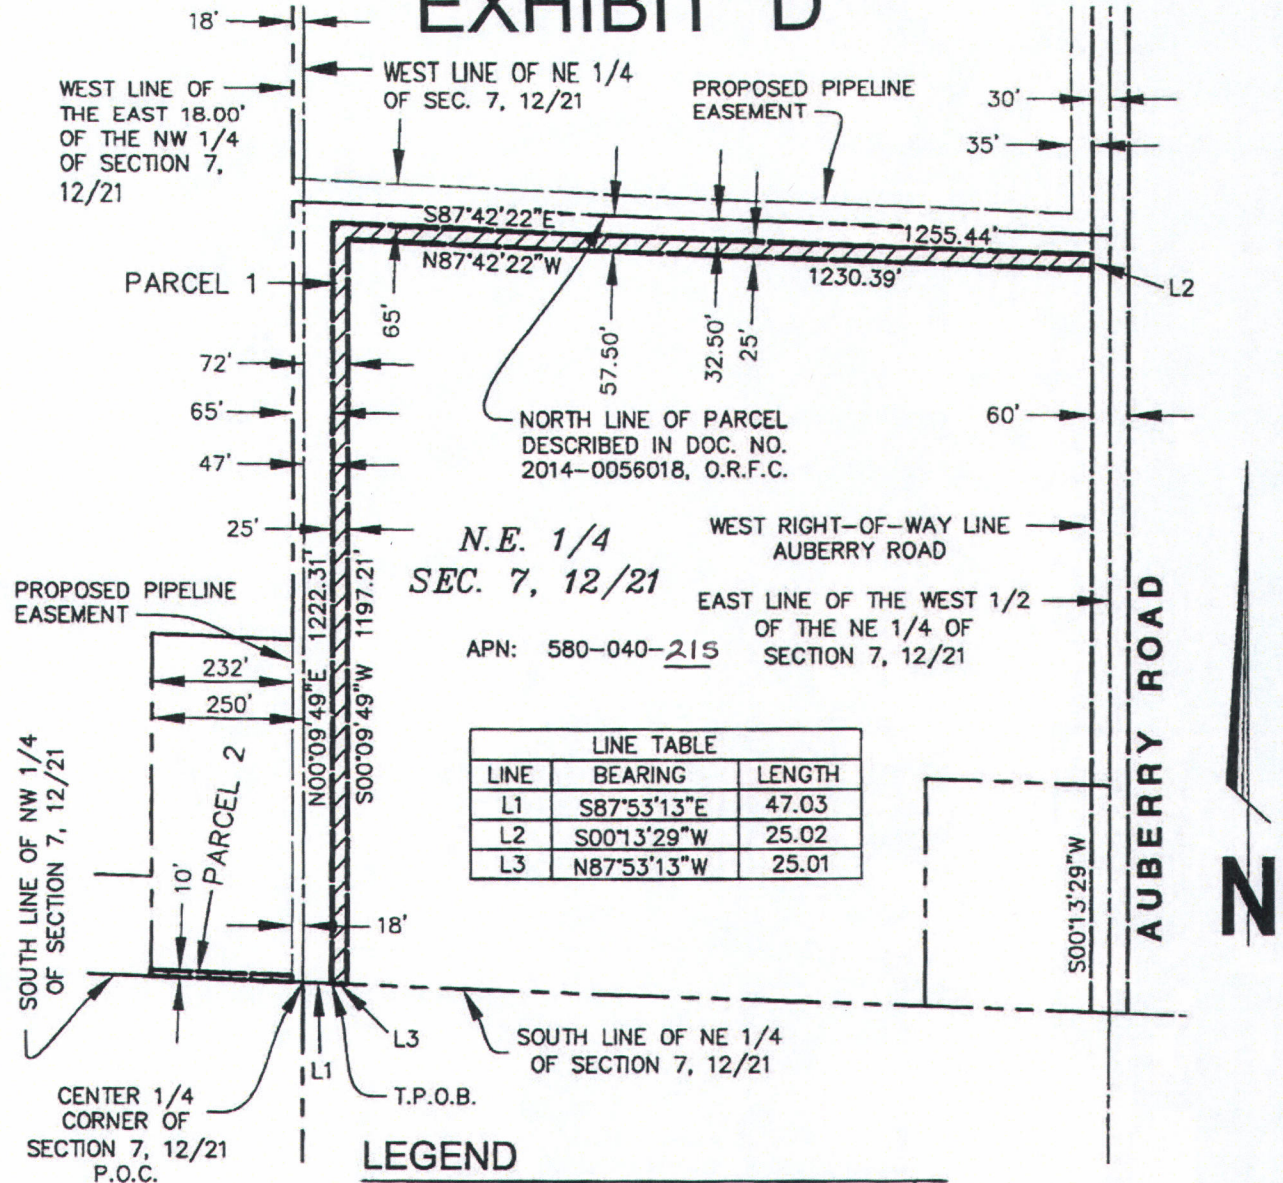 EXHIBIT "D"
18'
WEST LINE OF
THE EAST 18.00'
OF THE NW 1/4
OF SECTION 7,
12/21
WEST LINE OF NE 1/4
OF SEC. 7, 12/21
PROPOSED PIPELINE
EASEMENT
30'
35'
S87°42'22"E
1255.44'
N87°42'22"W
1230.39'
L2
PARCEL 1
65'
57.50'
32.50'
25'
72'
65'
47'
25'
60'
NORTH LINE OF PARCEL
DESCRIBED IN DOC. NO.
2014-0056018, O.R.F.C.
N.E. 1/4
SEC. 7, 12/21
WEST RIGHT-OF-WAY LINE
AUBERRY ROAD
EAST LINE OF THE WEST 1/2
OF THE NE 1/4 OF
SECTION 7, 12/21
APN: 580-040-21S
PROPOSED PIPELINE
EASEMENT
232'
250'
N00°09'49"E 1222.31'
S00°09'49"W 1197.21'
SOUTH LINE OF NW 1/4
OF SECTION 7, 12/21
PARCEL 2
10'
18'
LINE TABLE
LINE BEARING LENGTH
L1 S87°53'13"E 47.03
L2 S00°13'29"W 25.02
L3 N87°53'13"W 25.01
S00°13'29"W
AUBERRY ROAD
N
L3
L1
T.P.O.B.
SOUTH LINE OF NE 1/4
OF SECTION 7, 12/21
CENTER 1/4
CORNER OF
SECTION 7, 12/21
P.O.C.
LEGEND